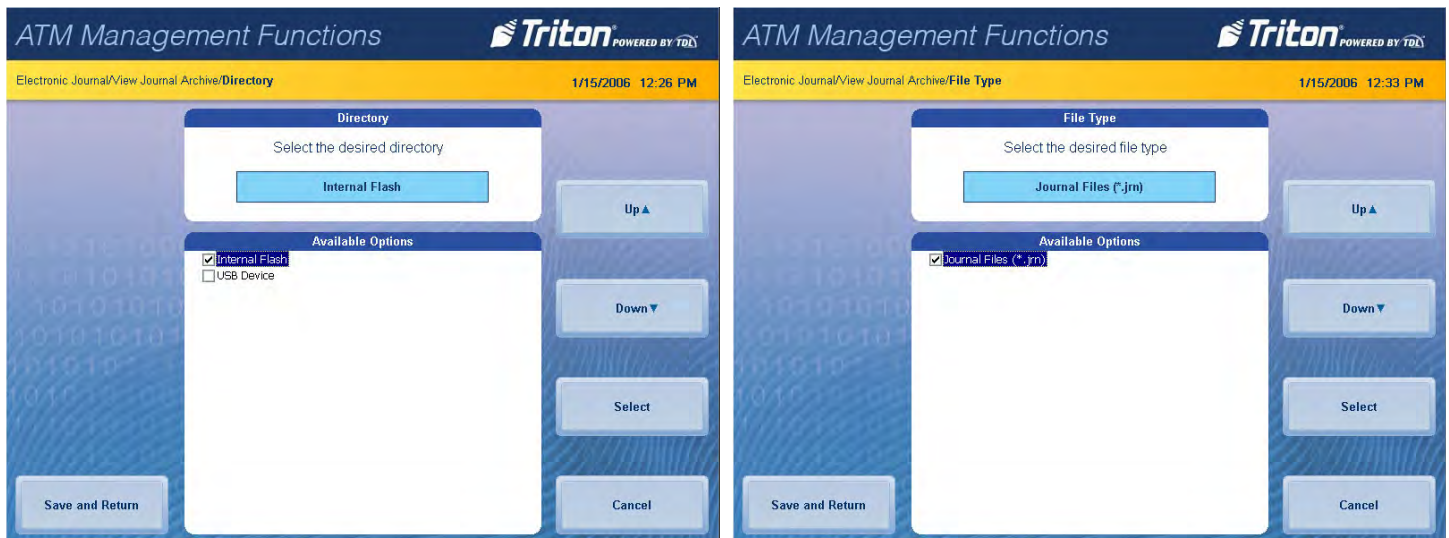 ATM Management Functions
Triton POWERED BY TDL
Electronic Journal/View Journal Archive/Directory
1/15/2006 12:26 PM
Directory
Select the desired directory
Internal Flash
Available Options
Internal Flash
USB Device
Up▲
Down▼
Select
Save and Return
Cancel
ATM Management Functions
Triton POWERED BY TDL
Electronic Journal/View Journal Archive/File Type
1/15/2006 12:33 PM
File Type
Select the desired file type
Journal Files (*.jrn)
Available Options
Journal Files (*.jrn)
Up▲
Down▼
Select
Save and Return
Cancel